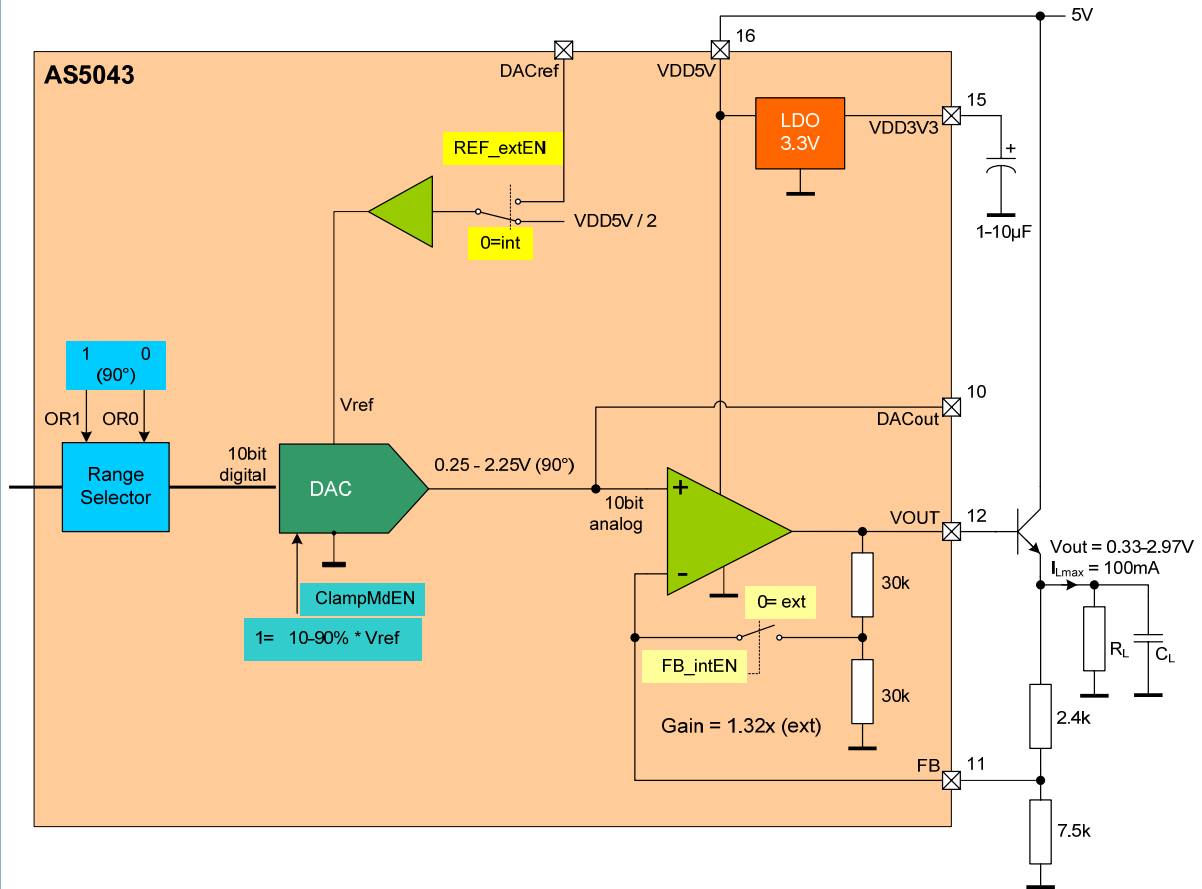 5V
16
AS5043
DACref
VDD5V
15
LDO
3.3V
VDD3V3
REF_extEN
+
VDD5V / 2
0=int
1-10µF
1 0
(90°)
10
OR1 OR0
Vref
DACout
10bit
digital
0.25 - 2.25V (90°)
Range
Selector
DAC
+
10bit
analog
VOUT
12
Vout = 0.33-2.97V
ILmax = 100mA
-
30k
ClampMdEN
0= ext
1= 10-90% * Vref
FB_intEN
RL
CL
30k
2.4k
Gain = 1.32x (ext)
FB
11
7.5k